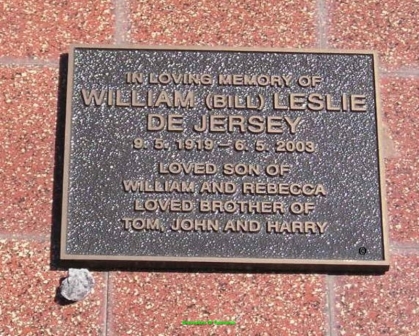 IN LOVING MEMORY OF
WILLIAM (BILL) LESLIE
DE JERSEY
9. 5. 1919 – 6. 5. 2003
LOVED SON OF
WILLIAM AND REBECCA
LOVED BROTHER OF
TOM, JOHN AND HARRY